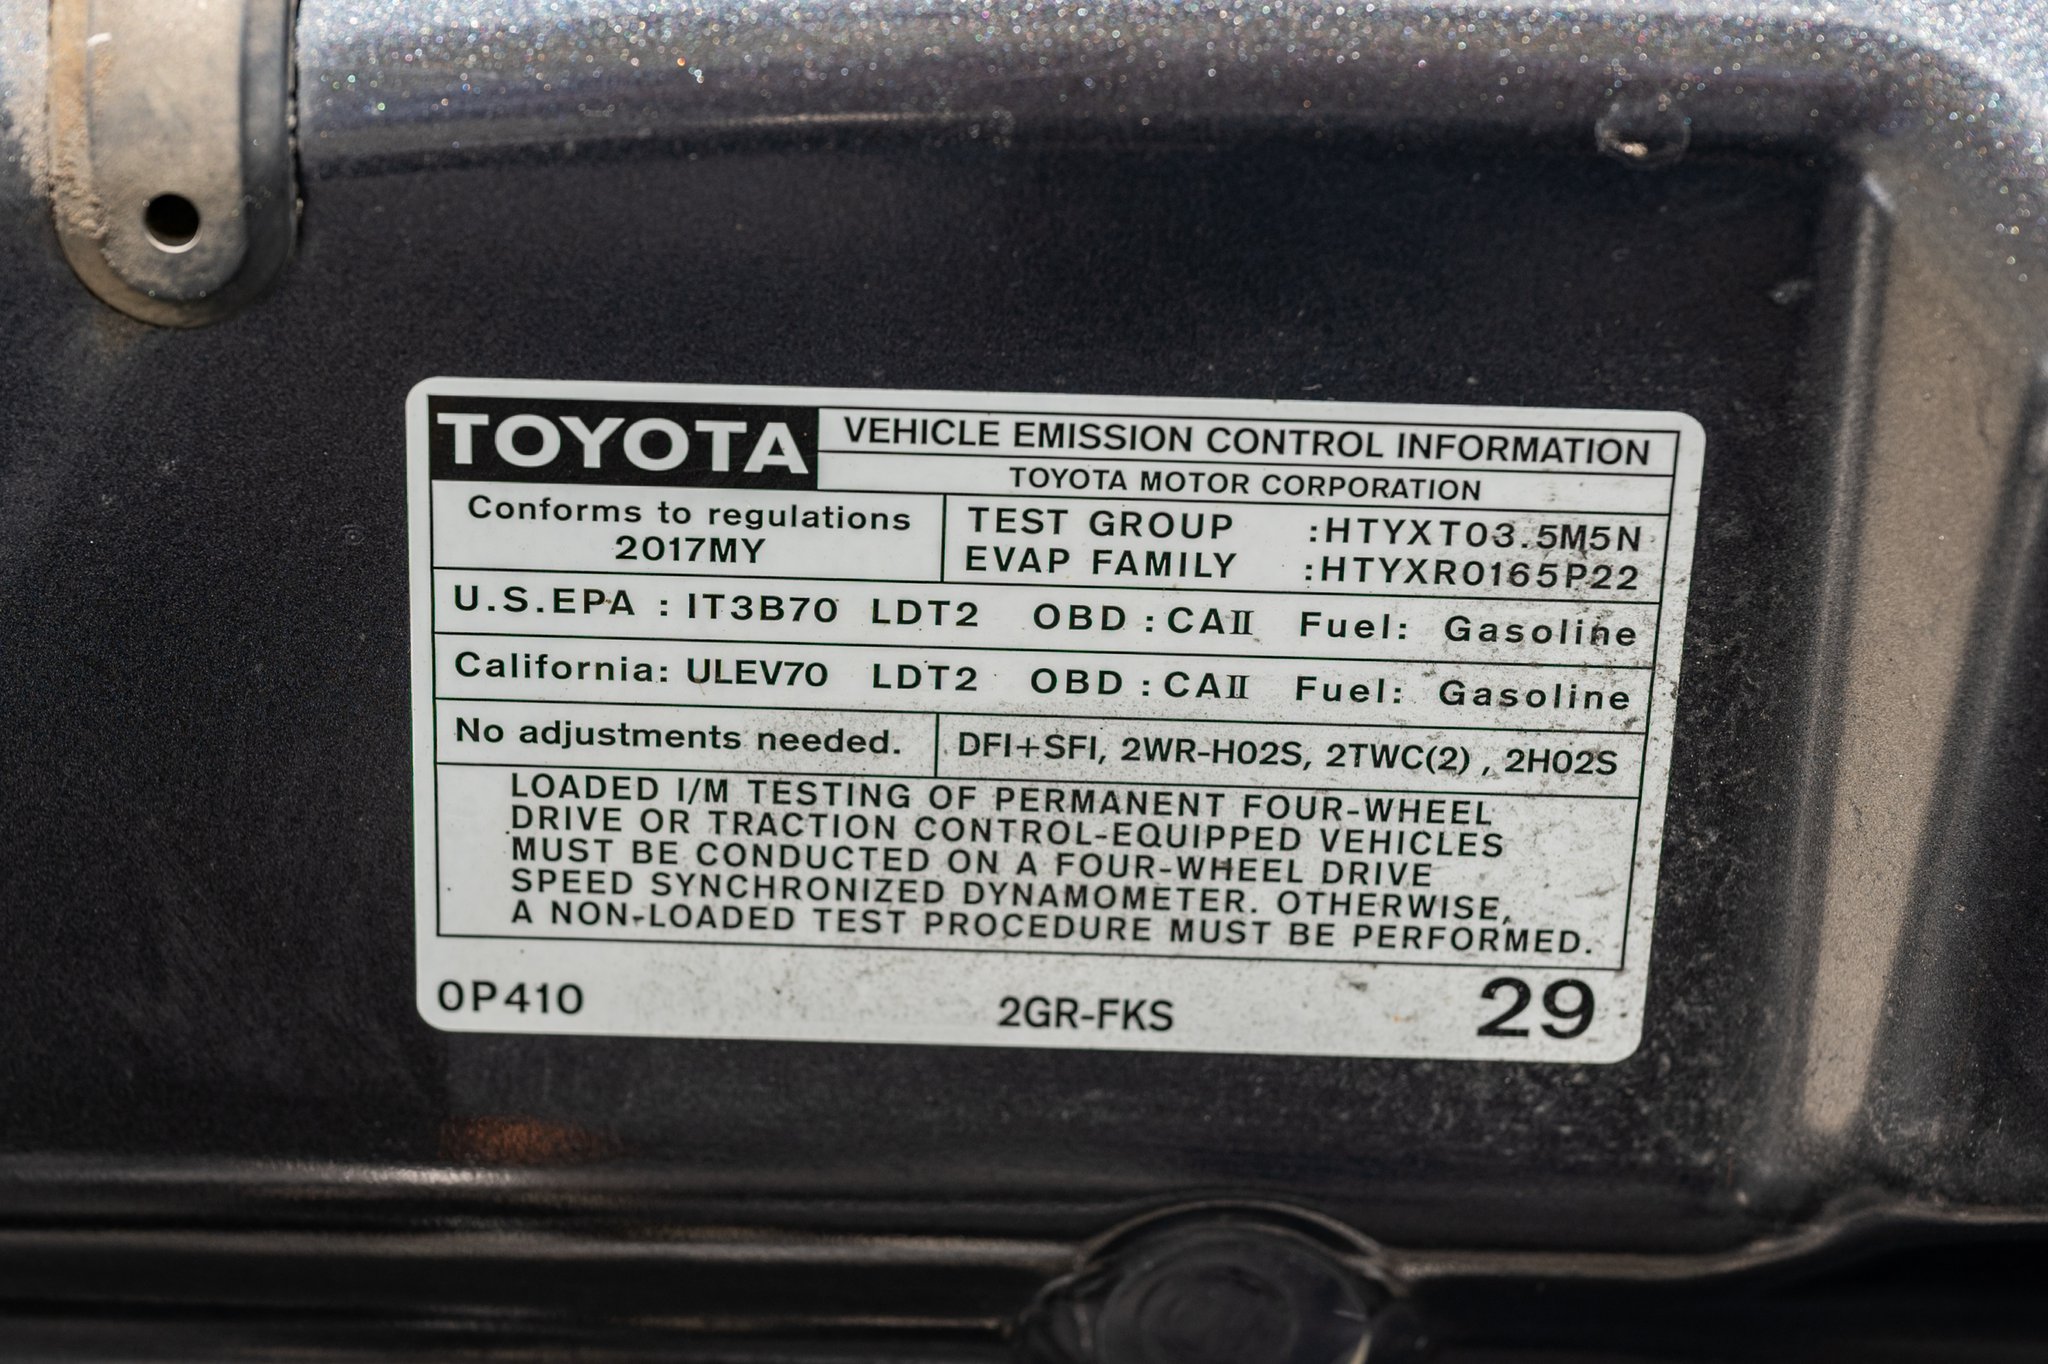 TOYOTA VEHICLE EMISSION CONTROL INFORMATION
TOYOTA MOTOR CORPORATION
Conforms to regulations
2017MY
TEST GROUP :HTYXT03.5M5N
EVAP FAMILY :HTYXR0165P22
U.S.EPA : IT3B70 LDT2 OBD : CAII Fuel: Gasoline
California: ULEV70 LDT2 OBD : CAII Fuel: Gasoline
No adjustments needed. DFI+SFI, 2WR-HO2S, 2TWC(2) , 2HO2S
LOADED I/M TESTING OF PERMANENT FOUR-WHEEL
DRIVE OR TRACTION CONTROL-EQUIPPED VEHICLES
MUST BE CONDUCTED ON A FOUR-WHEEL DRIVE
SPEED SYNCHRONIZED DYNAMOMETER. OTHERWISE,
A NON-LOADED TEST PROCEDURE MUST BE PERFORMED.
0P410 2GR-FKS 29